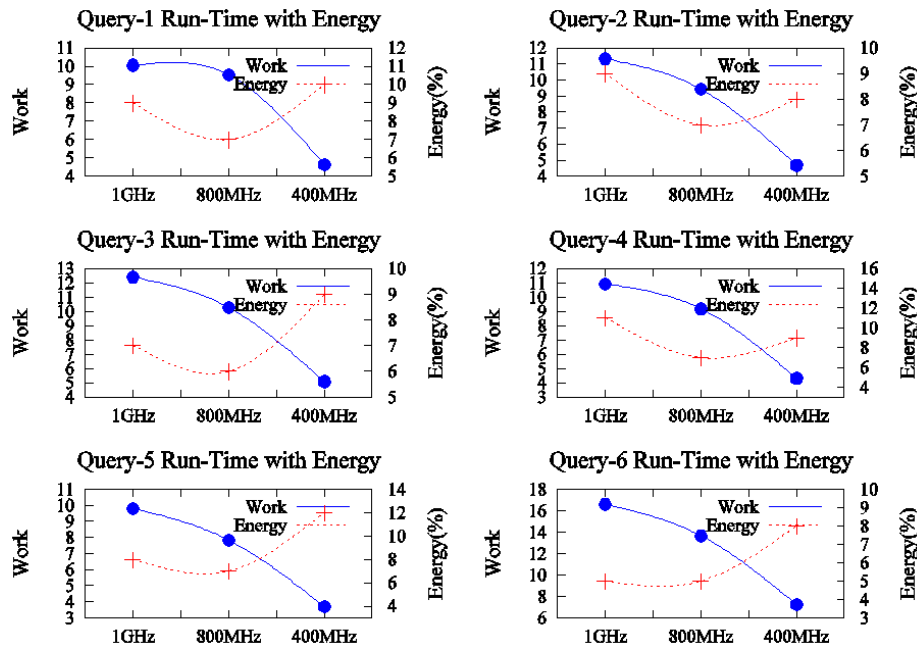 Query-1 Run-Time with Energy
Work
11
10
9
8
7
6
5
4
12
11
10
9
8
7
6
5
Energy(%)
Work
Energy
1GHz 800MHz 400MHz
Query-2 Run-Time with Energy
Work
12
11
10
9
8
7
6
5
4
10
9
8
7
6
5
Energy(%)
Work
Energy
1GHz 800MHz 400MHz
Query-3 Run-Time with Energy
Work
13
12
11
10
9
8
7
6
5
4
10
9
8
7
6
5
Energy(%)
Work
Energy
1GHz 800MHz 400MHz
Query-4 Run-Time with Energy
Work
12
11
10
9
8
7
6
5
4
3
16
14
12
10
8
6
4
Energy(%)
Work
Energy
1GHz 800MHz 400MHz
Query-5 Run-Time with Energy
Work
11
10
9
8
7
6
5
4
3
14
12
10
8
6
4
Energy(%)
Work
Energy
1GHz 800MHz 400MHz
Query-6 Run-Time with Energy
Work
18
16
14
12
10
8
6
10
9
8
7
6
5
4
3
Energy(%)
Work
Energy
1GHz 800MHz 400MHz